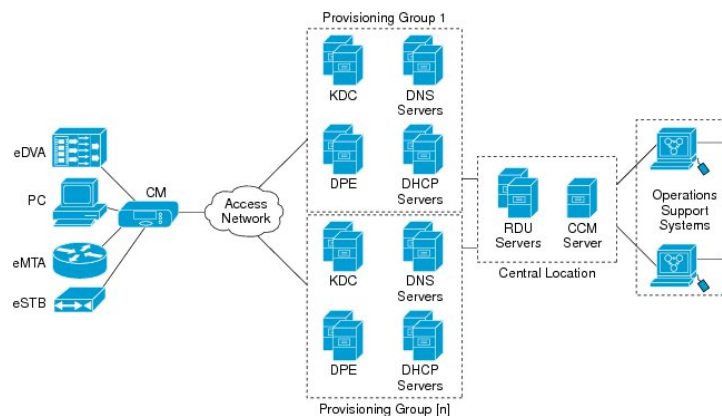 Provisioning Group 1
KDC
DNS
Servers
DPE
DHCP
Servers
eDVA
PC
eMTA
eSTB
CM
Access
Network
KDC
DNS
Servers
DPE
DHCP
Servers
Provisioning Group [n]
RDU
Servers
CCM
Server
Central Location
Operations
Support
Systems